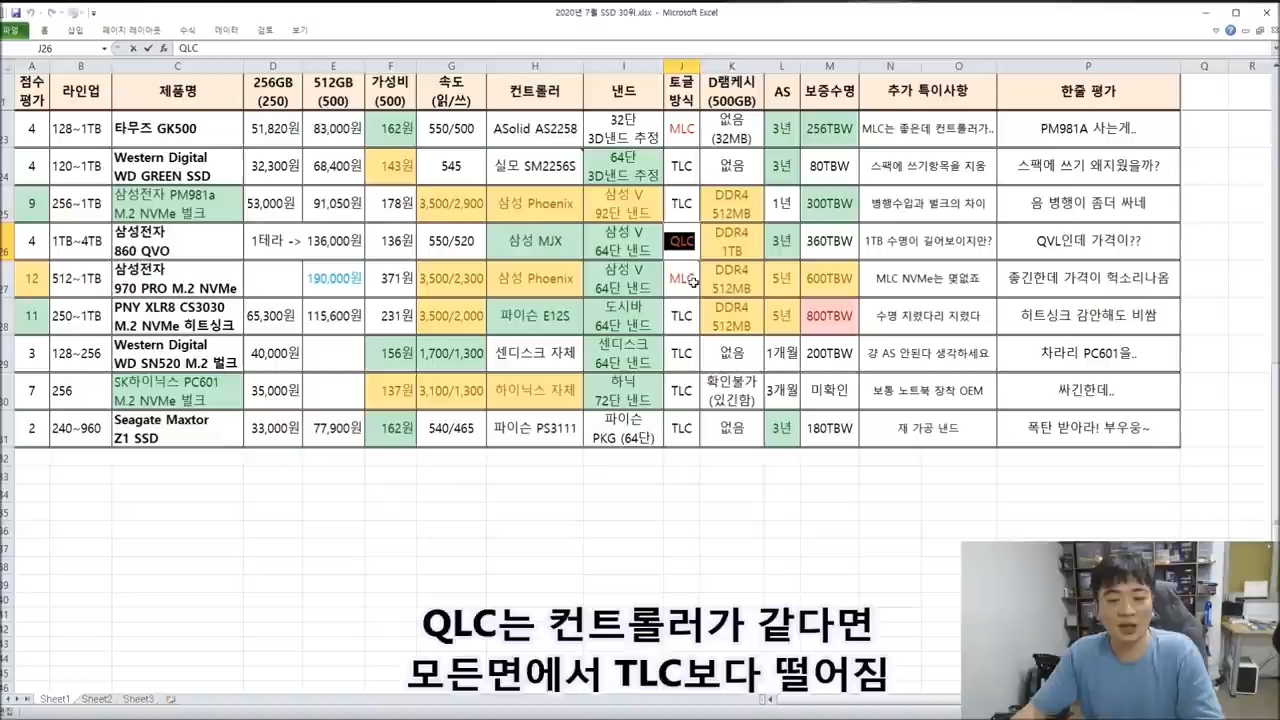 2020년 7월 SSD 30위.xlsx - Microsoft Excel
파일 홈 삽입 페이지 레이아웃 수식 데이터 검토 보기
J26 fx QLC
A B C D E F G H I J K L M N O P Q R
점수평가 라인업 제품명 256GB (250) 512GB (500) 가성비 (500) 속도 (읽/쓰) 컨트롤러 낸드 토글방식 D램케시 (500GB) AS 보증수명 추가 특이사항 한줄 평가
4 128~1TB 타무즈 GK500 51,820원 83,000원 162원 550/500 ASolid AS2258 32단 3D낸드 추정 MLC 없음 (32MB) 3년 256TBW MLC는 좋은데 컨트롤러가.. PM981A 사는게..
4 120~1TB Western Digital WD GREEN SSD 32,300원 68,400원 143원 545 실모 SM2256S 64단 3D낸드 추정 TLC 없음 3년 80TBW 스팩에 쓰기항목을 지움 스팩에 쓰기 왜지웠을까?
9 256~1TB 삼성전자 PM981a M.2 NVMe 벌크 53,000원 91,050원 178원 3,500/2,900 삼성 Phoenix 삼성 V 92단 낸드 TLC DDR4 512MB 1년 300TBW 병행수입과 벌크의 차이 음 병행이 좀더 싸네
4 1TB~4TB 삼성전자 860 QVO 1테라 -> 136,000원 136원 550/520 삼성 MJX 삼성 V 64단 낸드 QLC DDR4 1TB 3년 360TBW 1TB 수명이 길어보이지만? QVL인데 가격이??
12 512~1TB 삼성전자 970 PRO M.2 NVMe 190,000원 371원 3,500/2,300 삼성 Phoenix 삼성 V 64단 낸드 MLC DDR4 512MB 5년 600TBW MLC NVMe는 몇없죠 좋긴한데 가격이 헉소리나옴
11 250~1TB PNY XLR8 CS3030 M.2 NVMe 히트싱크 65,300원 115,600원 231원 3,500/2,000 파이슨 E12S 도시바 64단 낸드 TLC DDR4 512MB 5년 800TBW 수명 지렸다리 지렸다 히트싱크 감안해도 비쌈
3 128~256 Western Digital WD SN520 M.2 벌크 40,000원 156원 1,700/1,300 센디스크 자체 센디스크 64단 낸드 TLC 없음 1개월 200TBW 걍 AS 안된다 생각하세요 차라리 PC601을..
7 256 SK하이닉스 PC601 M.2 NVMe 벌크 35,000원 137원 3,100/1,300 하이닉스 자체 하닉 72단 낸드 TLC 확인불가 (있긴함) 3개월 미확인 보통 노트북 장착 OEM 싸긴한데..
2 240~960 Seagate Maxtor Z1 SSD 33,000원 77,900원 162원 540/465 파이슨 PS3111 파이슨 PKG (64단) TLC 없음 3년 180TBW 재 가공 낸드 폭탄 받아라! 부우웅~
QLC는 컨트롤러가 같다면
모든면에서 TLC보다 떨어짐
Sheet1 Sheet2 Sheet3